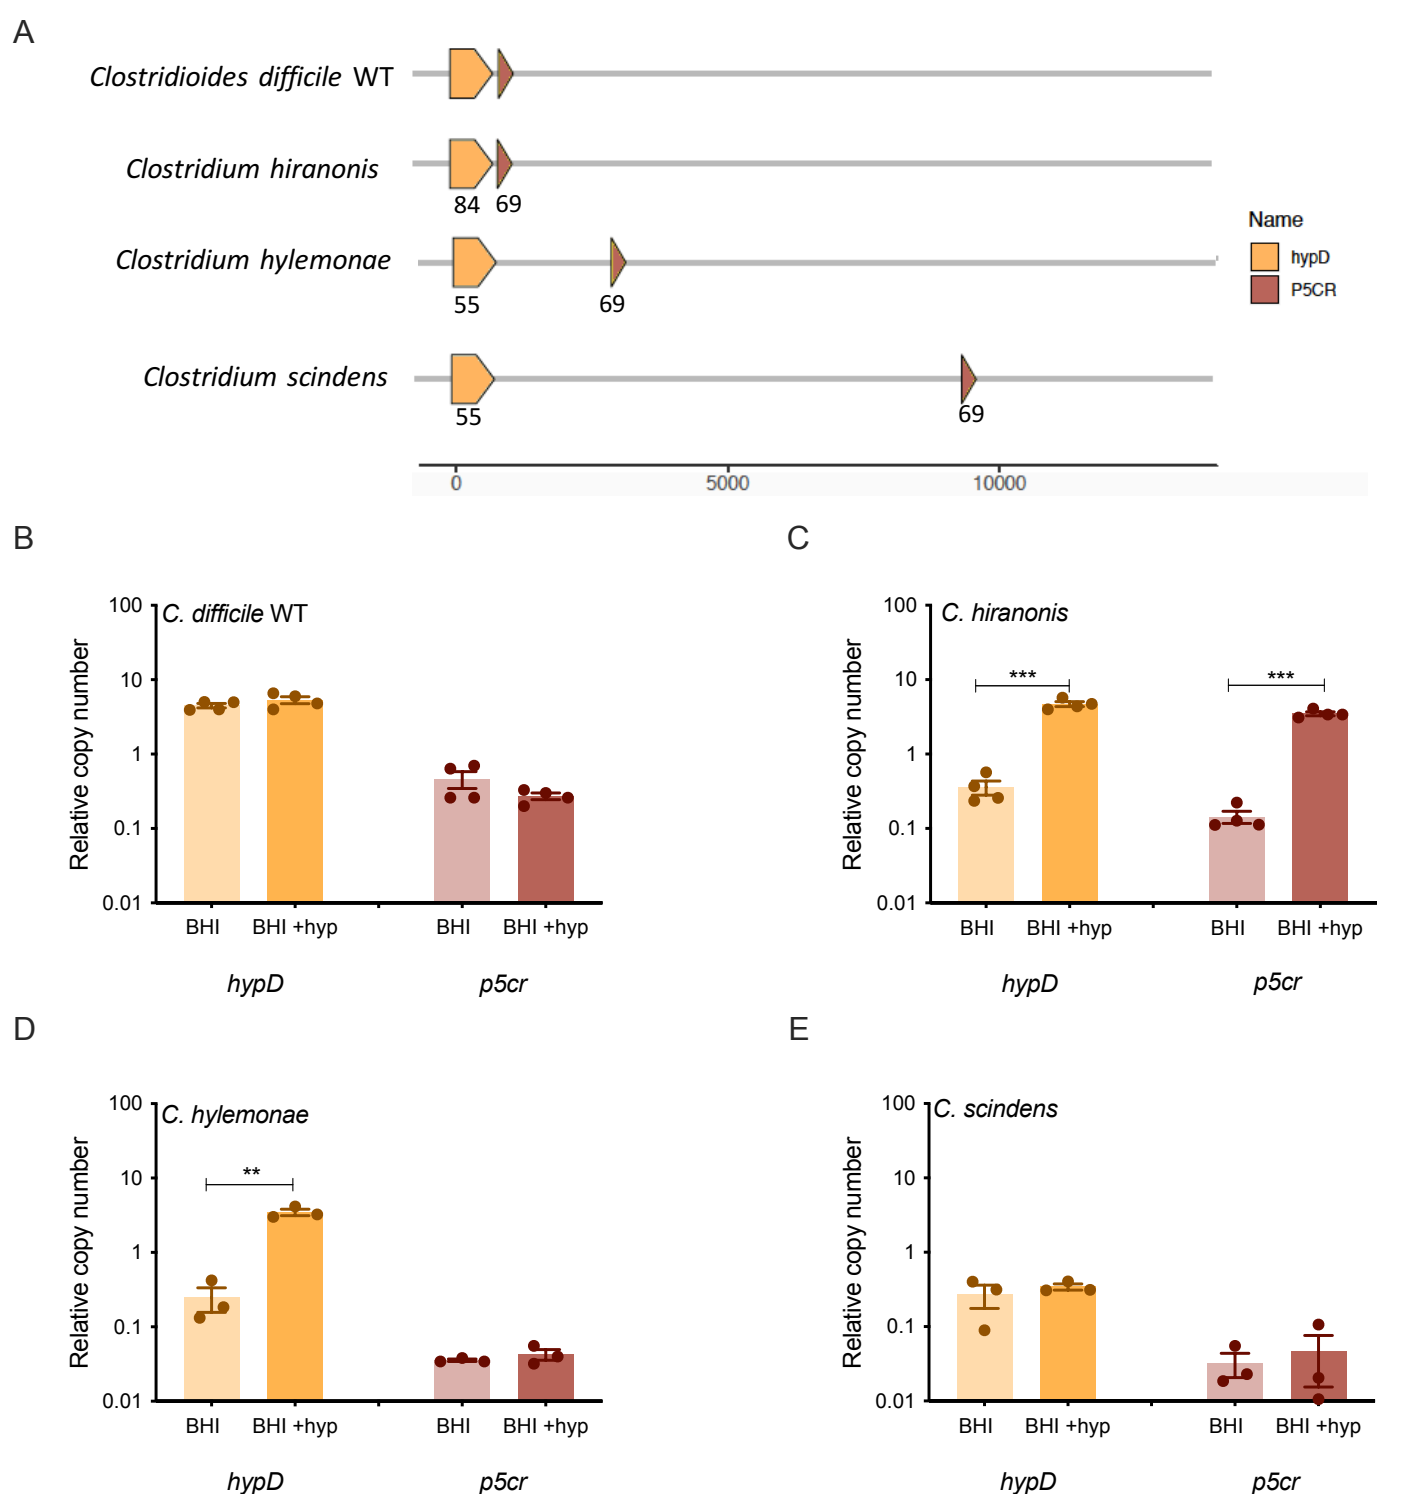 A
Clostridioides difficile WT
Clostridium hiranonis
84 69
Clostridium hylemonae
55 69
Clostridium scindens
55 69
0 5000 10000
Name
hypD
P5CR
B
C. difficile WT
Relative copy number
100
10
1
0.1
0.01
BHI BHI +hyp BHI BHI +hyp
hypD p5cr
C
C. hiranonis
Relative copy number
100
10
1
0.1
0.01
*** ***
BHI BHI +hyp BHI BHI +hyp
hypD p5cr
D
C. hylemonae
Relative copy number
100
10
1
0.1
0.01
**
BHI BHI +hyp BHI BHI +hyp
hypD p5cr
E
C. scindens
Relative copy number
100
10
1
0.1
0.01
BHI BHI +hyp BHI BHI +hyp
hypD p5cr